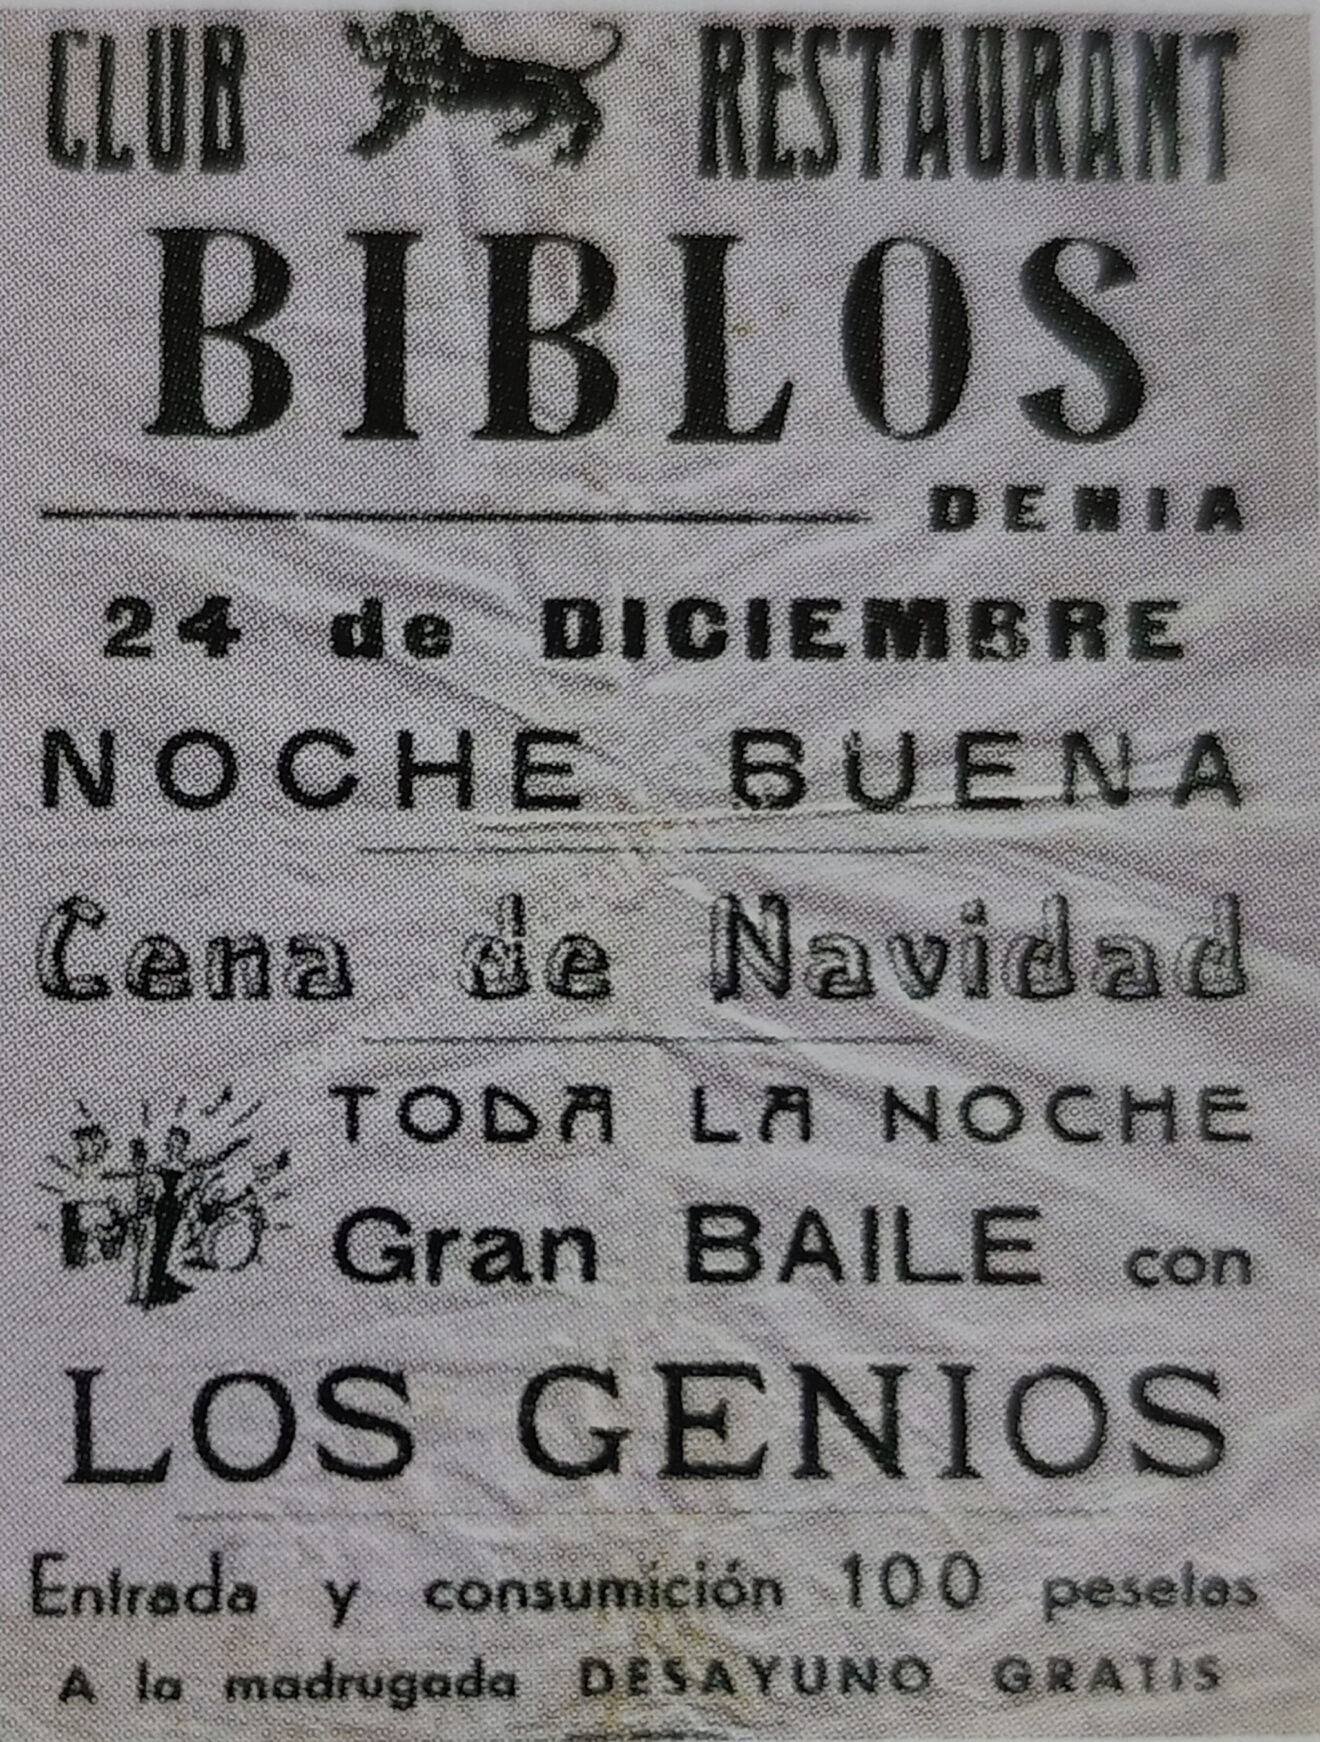 CLUB RESTAURANT
BIBLOS
DENIA
24 de DICIEMBRE
NOCHE BUENA
Cena de Navidad
TODA LA NOCHE
Gran BAILE con
LOS GENIOS
Entrada y consumición 100 pesetas
A la madrugada DESAYUNO GRATIS